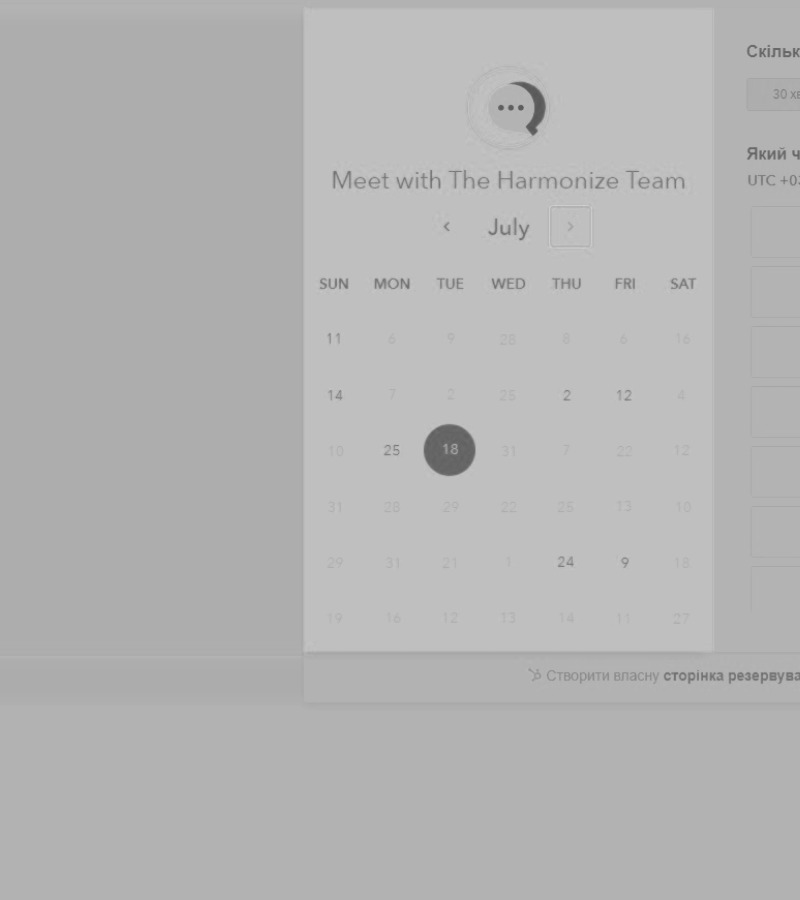 Meet with The Harmonize Team
July
SUN MON TUE WED THU FRI SAT
11 6 9 28 8 6 16
14 7 2 25 2 12 4
10 25 18 31 7 22 12
31 28 29 22 25 13 10
29 31 21 1 24 9 18
19 16 12 13 14 11 27
Скільк
30 хв
Який ч
UTC +03
Створити власну сторінка резервува